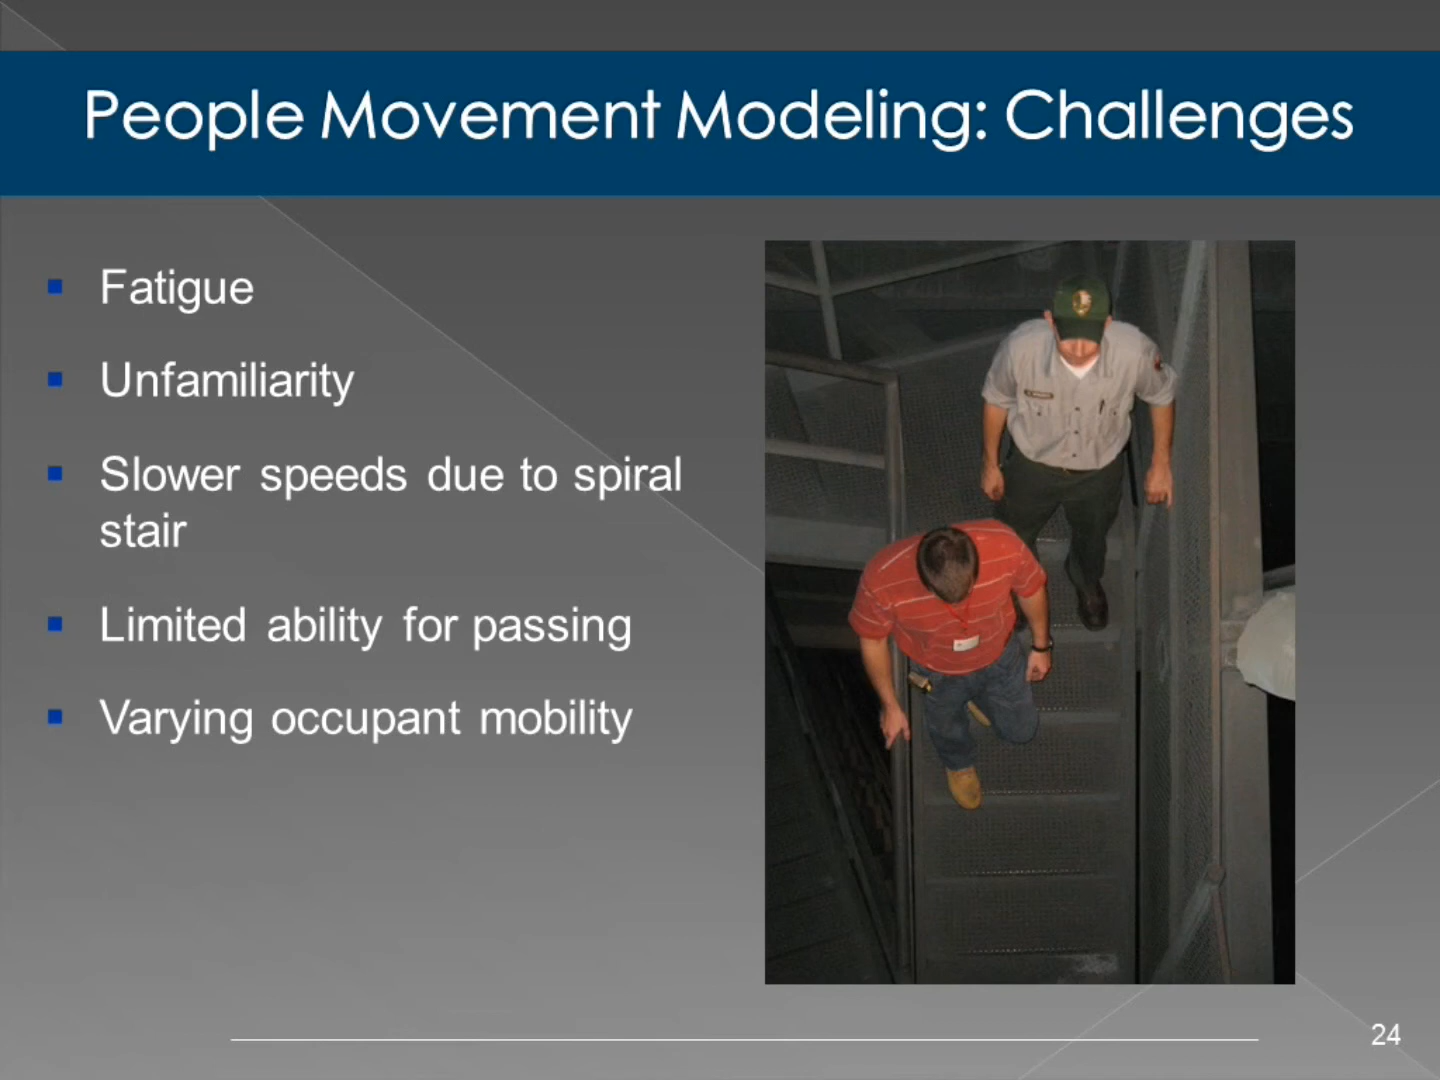 People Movement Modeling: Challenges
Fatigue
Unfamiliarity
Slower speeds due to spiral
stair
Limited ability for passing
Varying occupant mobility
24